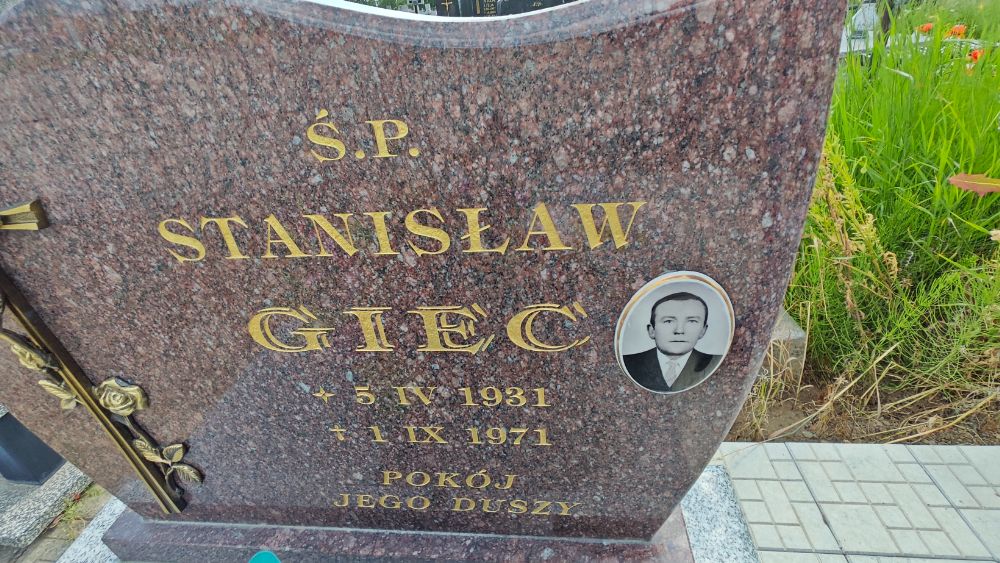 Ś.P.
STANISŁAW
GIEC
* 5 IV 1931
† 1 IX 1971
POKÓJ
JEGO DUSZY